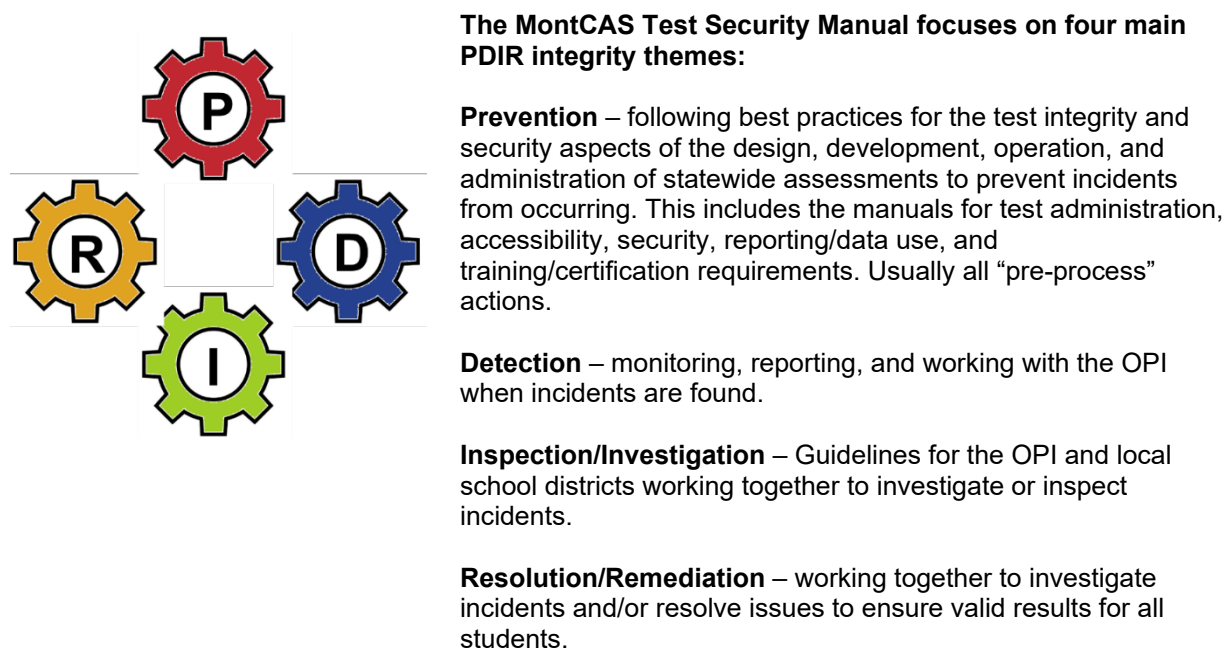 P
R
D
I
The MontCAS Test Security Manual focuses on four main
PDIR integrity themes:
Prevention – following best practices for the test integrity and
security aspects of the design, development, operation, and
administration of statewide assessments to prevent incidents
from occurring. This includes the manuals for test administration,
accessibility, security, reporting/data use, and
training/certification requirements. Usually all “pre-process”
actions.
Detection – monitoring, reporting, and working with the OPI
when incidents are found.
Inspection/Investigation – Guidelines for the OPI and local
school districts working together to investigate or inspect
incidents.
Resolution/Remediation – working together to investigate
incidents and/or resolve issues to ensure valid results for all
students.